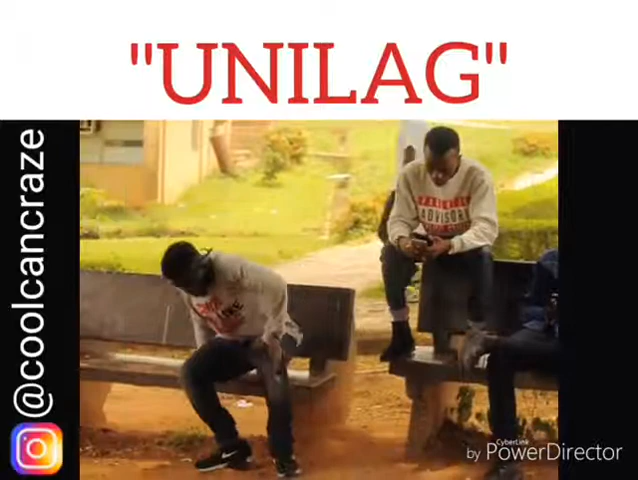 "UNILAG"
@coolcancraze
ADVISORY
by CyberLink PowerDirector